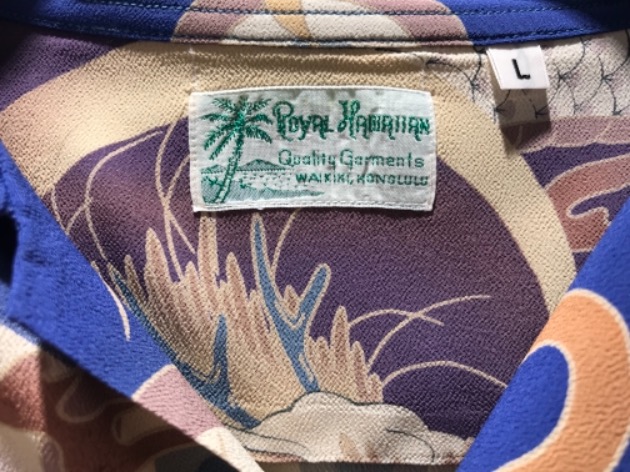 Royal Hawaiian
Quality Garments
WAIKIKI, HONOLULU
L